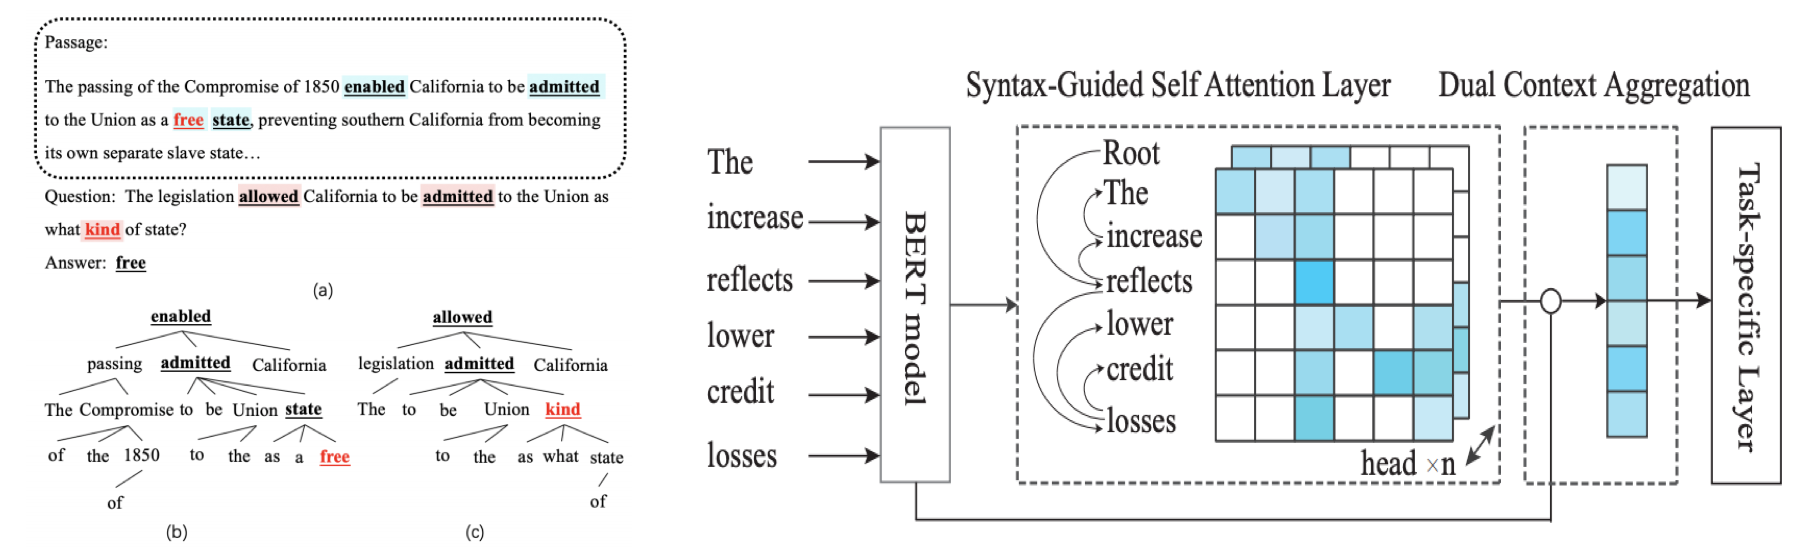 Passage:
The passing of the Compromise of 1850 enabled California to be admitted
to the Union as a free state, preventing southern California from becoming
its own separate slave state...
Question: The legislation allowed California to be admitted to the Union as
what kind of state?
Answer: free
(a)
enabled
passing admitted California
The Compromise to be Union state
of the 1850 to the as a free
of
(b)
allowed
legislation admitted California
The to be Union kind
to the as what state
of
(c)
Syntax-Guided Self Attention Layer
Dual Context Aggregation
The
increase
reflects
lower
credit
losses
BERT model
Root
The
increase
reflects
lower
credit
losses
head ×n
Task-specific Layer